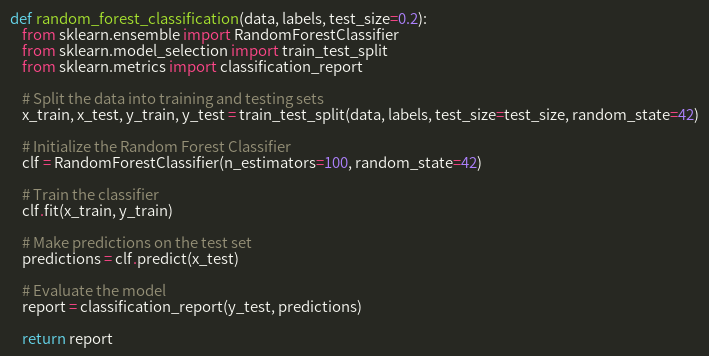 def random_forest_classification(data, labels, test_size=0.2):
from sklearn.ensemble import RandomForestClassifier
from sklearn.model_selection import train_test_split
from sklearn.metrics import classification_report
# Split the data into training and testing sets
x_train, x_test, y_train, y_test = train_test_split(data, labels, test_size=test_size, random_state=42)
# Initialize the Random Forest Classifier
clf = RandomForestClassifier(n_estimators=100, random_state=42)
# Train the classifier
clf.fit(x_train, y_train)
# Make predictions on the test set
predictions = clf.predict(x_test)
# Evaluate the model
report = classification_report(y_test, predictions)
return report